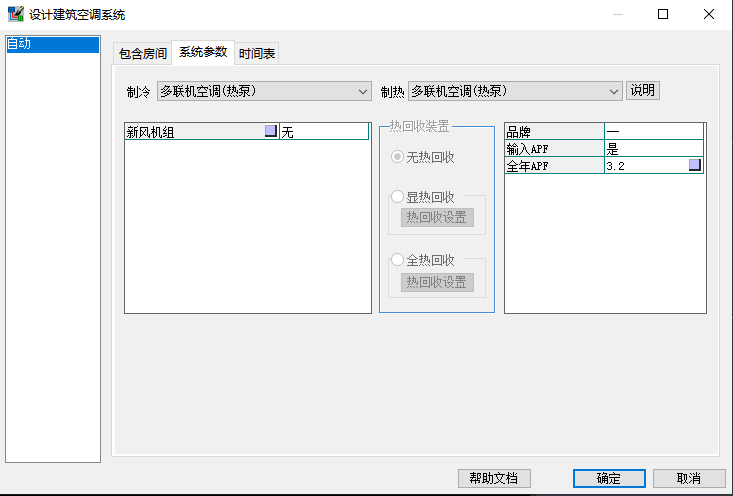 设计建筑空调系统
自动
包含房间 系统参数 时间表
制冷 多联机空调(热泵) 制热 多联机空调(热泵) 说明
新风机组 无
热回收装置
无热回收
显热回收
热回收设置
全热回收
热回收设置
品牌 —
输入APF 是
全年APF 3.2
帮助文档 确定 取消